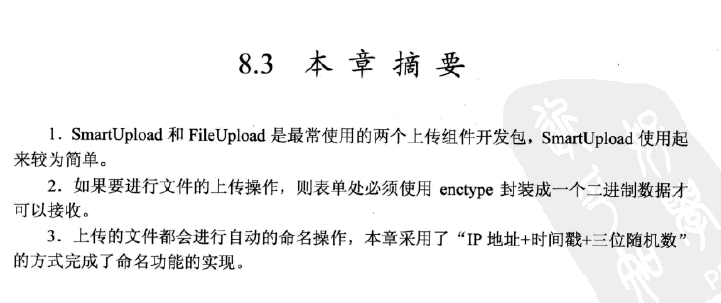 8.3 本章摘要
1．SmartUpload 和 FileUpload 是最常使用的两个上传组件开发包，SmartUpload 使用起
来较为简单。
2．如果要进行文件的上传操作，则表单处必须使用 enctype 封装成一个二进制数据才
可以接收。
3．上传的文件都会进行自动的命名操作，本章采用了“IP 地址+时间戳+三位随机数”
的方式完成了命名功能的实现。